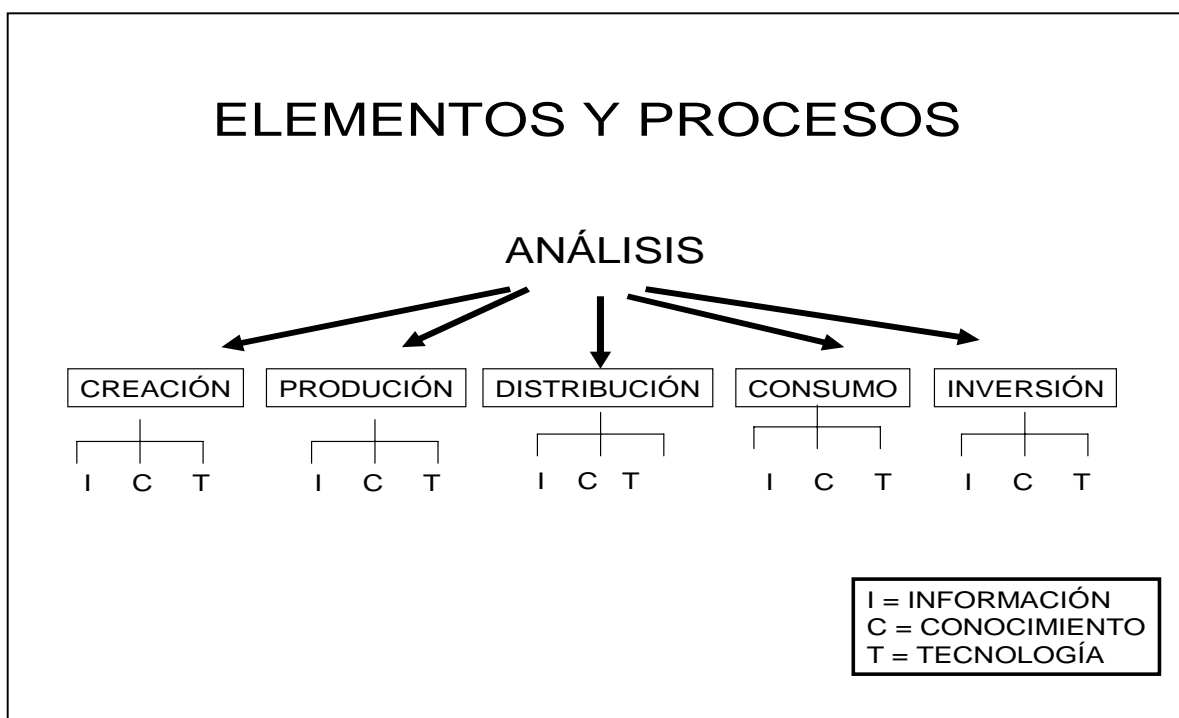 ELEMENTOS Y PROCESOS
ANÁLISIS
CREACIÓN PRODUCIÓN DISTRIBUCIÓN CONSUMO INVERSIÓN
I C T I C T I C T I C T I C T
I = INFORMACIÓN
C = CONOCIMIENTO
T = TECNOLOGÍA